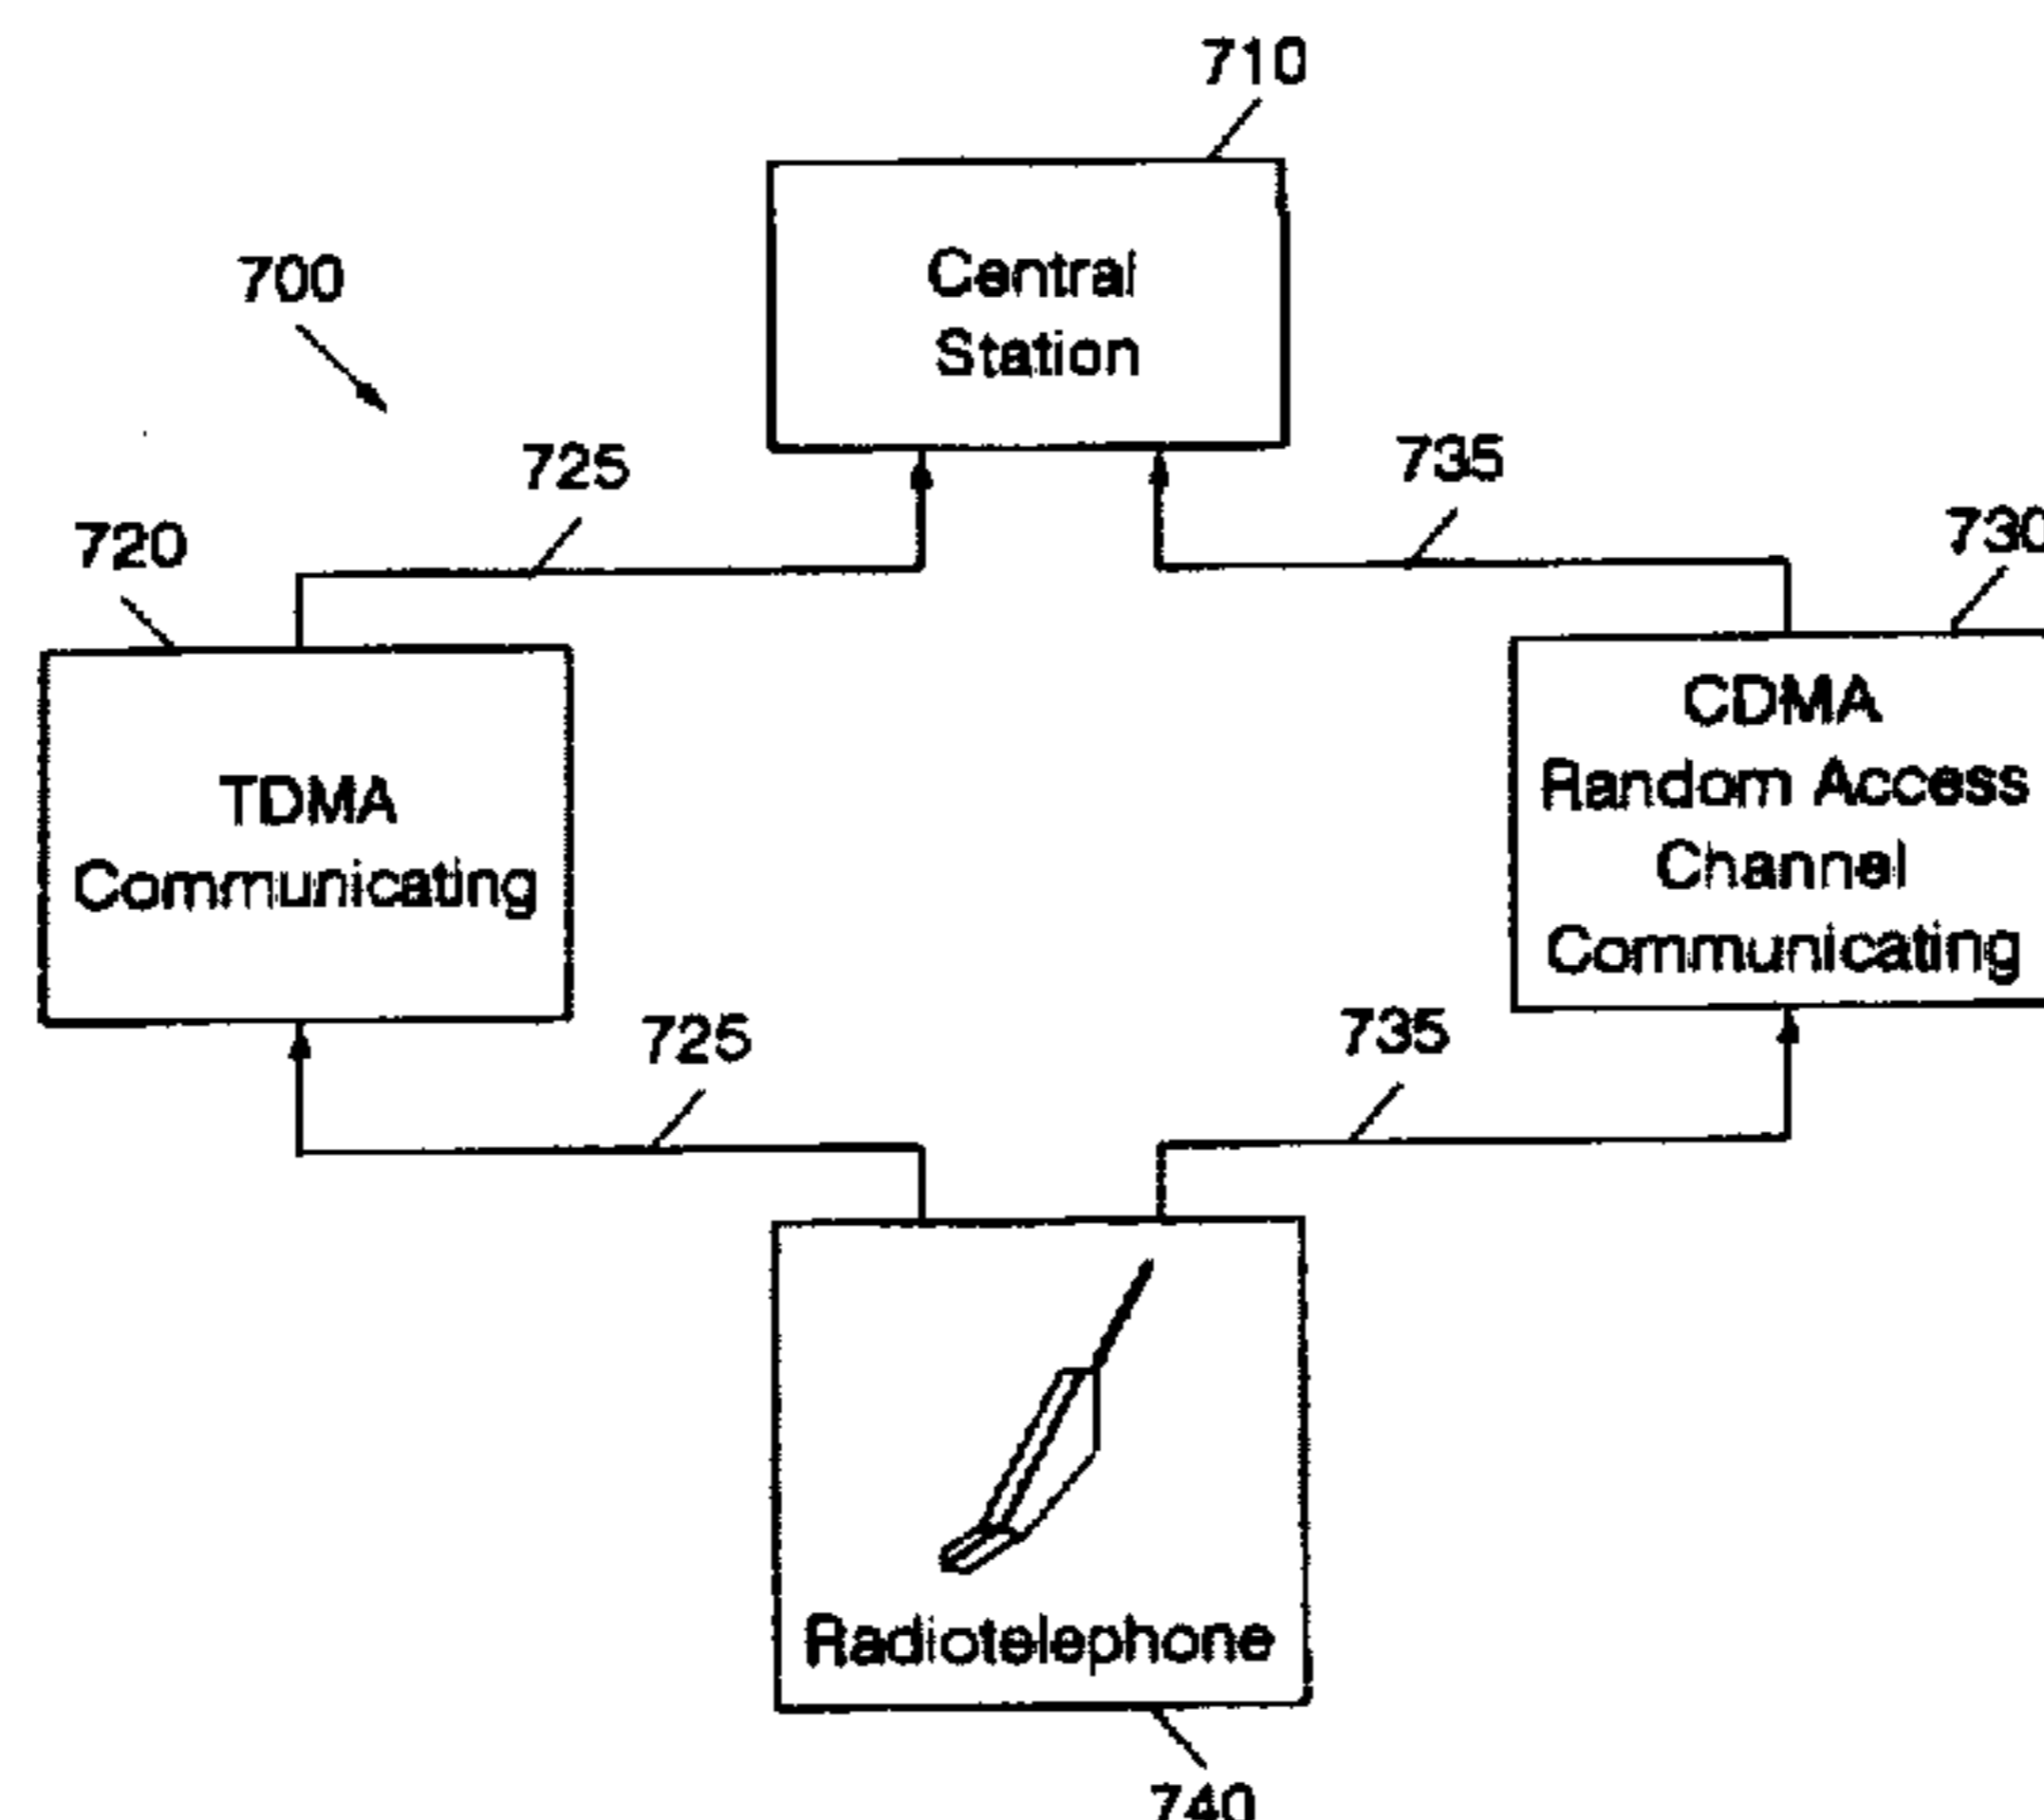 710
Central
Station
700
725
735
720
730
TDMA
Communicating
CDMA
Random Access
Channel
Communicating
725
735
Radiotelephone
740